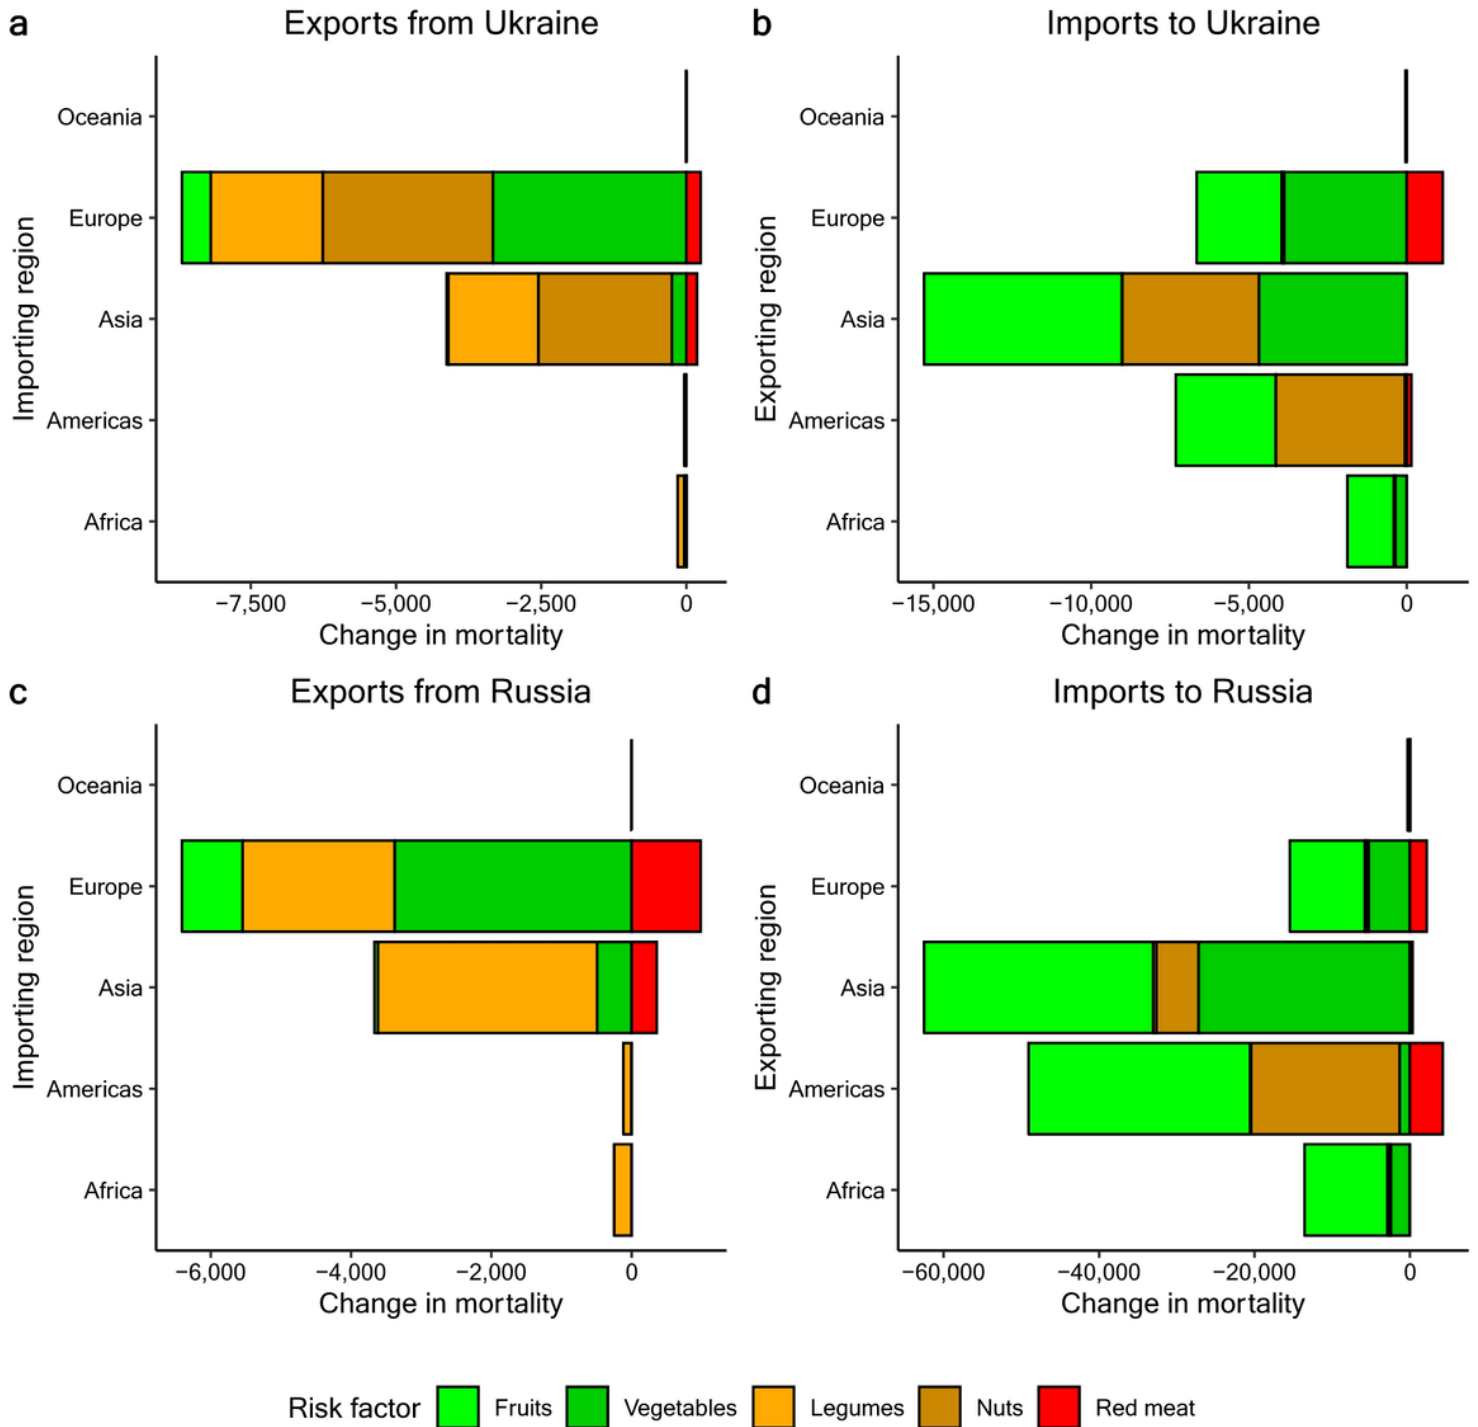 a Exports from Ukraine
Importing region
Oceania
Europe
Asia
Americas
Africa
−7,500 −5,000 −2,500 0
Change in mortality
b Imports to Ukraine
Exporting region
Oceania
Europe
Asia
Americas
Africa
−15,000 −10,000 −5,000 0
Change in mortality
c Exports from Russia
Importing region
Oceania
Europe
Asia
Americas
Africa
−6,000 −4,000 −2,000 0
Change in mortality
d Imports to Russia
Exporting region
Oceania
Europe
Asia
Americas
Africa
−60,000 −40,000 −20,000 0
Change in mortality
Risk factor Fruits Vegetables Legumes Nuts Red meat